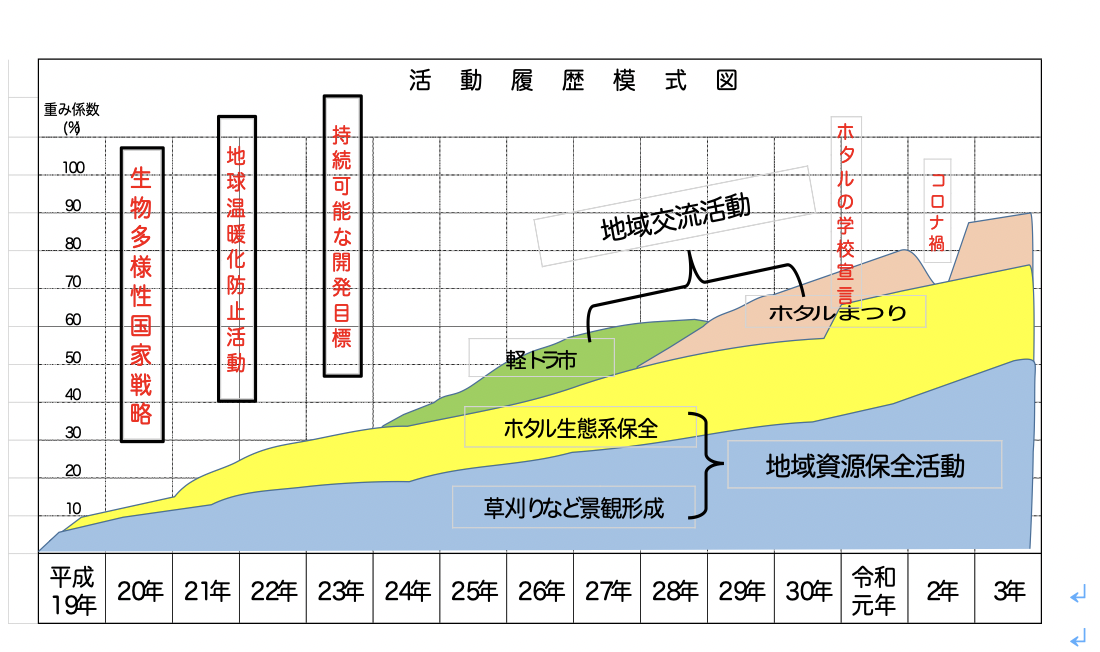 活動履歴模式図
重み係数
(%)
100
90
80
70
60
50
40
30
20
10
生物多様性国家戦略
地球温暖化防止活動
持続可能な開発目標
地域交流活動
ホタルの学校宣言
コロナ禍
ホタルまつり
軽トラ市
ホタル生態系保全
地域資源保全活動
草刈りなど景観形成
平成
19年
20年
21年
22年
23年
24年
25年
26年
27年
28年
29年
30年
令和
元年
2年
3年